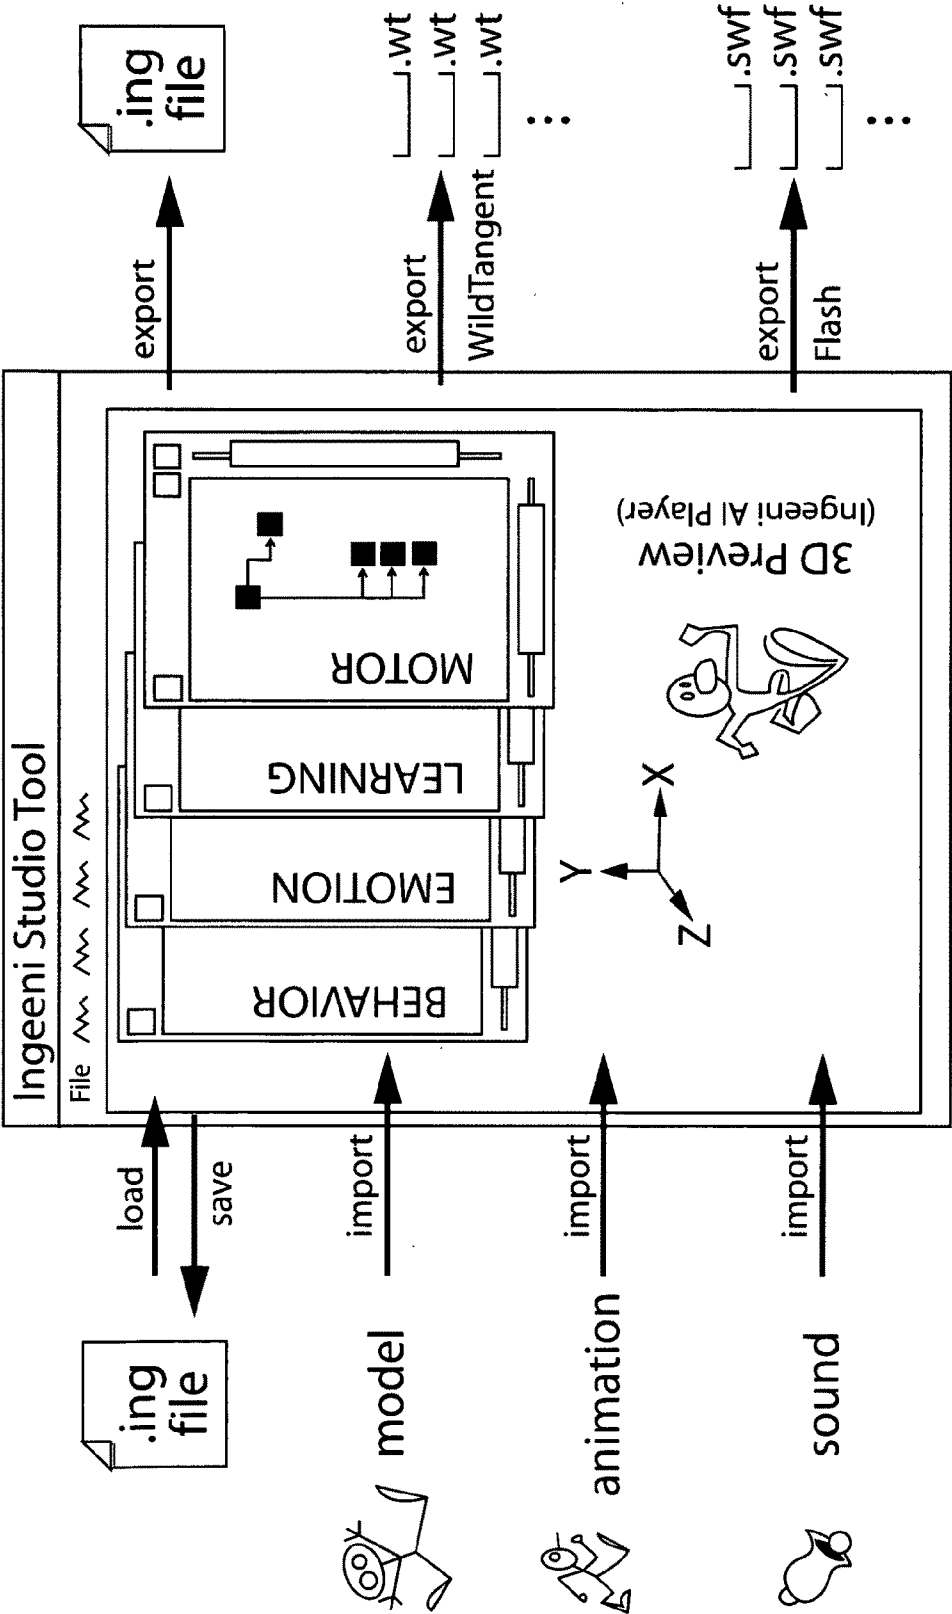 Ingeeni Studio Tool
File
.ing
file
load
save
model
import
animation
import
sound
import
BEHAVIOR
EMOTION
LEARNING
MOTOR
Y
X
Z
3D Preview
(Ingeeni AI Player)
export
.ing
file
export
WildTangent
.wt
.wt
.wt
export
Flash
.swf
.swf
.swf